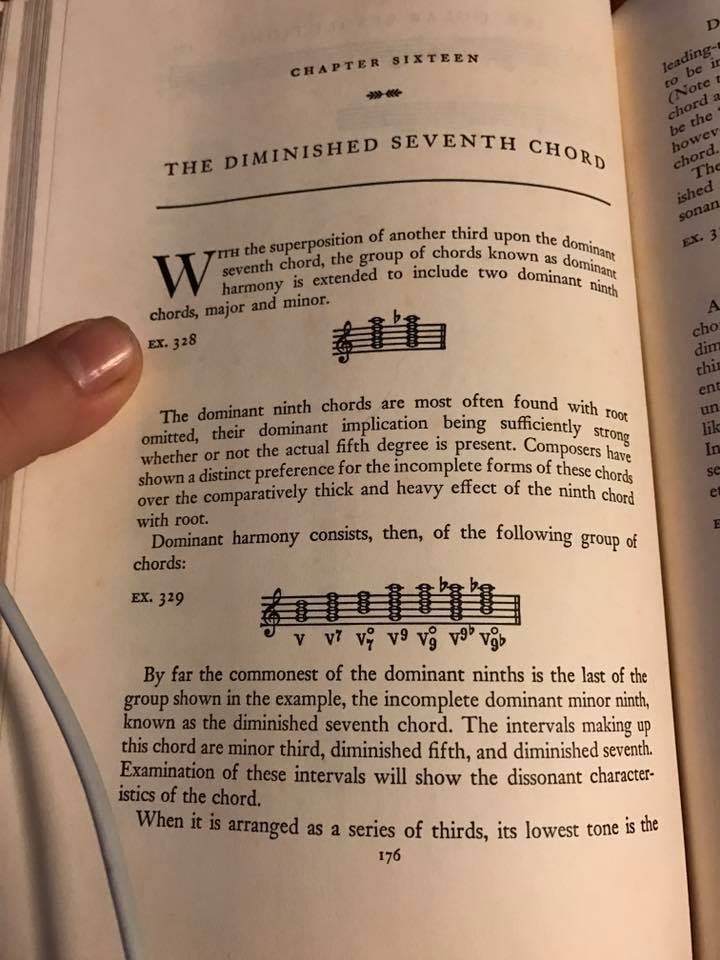 CHAPTER SIXTEEN
THE DIMINISHED SEVENTH CHORD
WITH the superposition of another third upon the dominant
seventh chord, the group of chords known as dominant
harmony is extended to include two dominant ninth
chords, major and minor.
EX. 328
The dominant ninth chords are most often found with root
omitted, their dominant implication being sufficiently strong
whether or not the actual fifth degree is present. Composers have
shown a distinct preference for the incomplete forms of these chords
over the comparatively thick and heavy effect of the ninth chord
with root.
Dominant harmony consists, then, of the following group of
chords:
EX. 329
V V7 V°7 V9 V°9 V9♭ V°9♭
By far the commonest of the dominant ninths is the last of the
group shown in the example, the incomplete dominant minor ninth,
known as the diminished seventh chord. The intervals making up
this chord are minor third, diminished fifth, and diminished seventh.
Examination of these intervals will show the dissonant character-
istics of the chord.
When it is arranged as a series of thirds, its lowest tone is the
176
leading-
to be
(Note
chord a
be the
howev
chord.
The
ished
sonan
EX. 3
A
cho
dim
thi
ent
un
lik
In
se